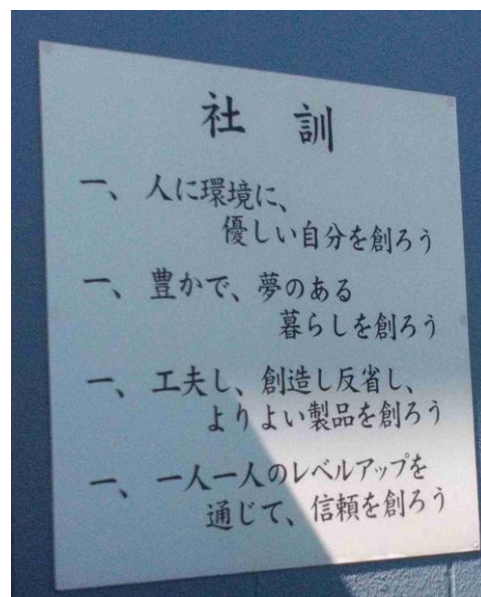 社 訓
一、人に環境に、
優しい自分を創ろう
一、豊かで、夢のある
暮らしを創ろう
一、工夫し、創造し反省し、
よりよい製品を創ろう
一、一人一人のレベルアップを
通じて、信頼を創ろう